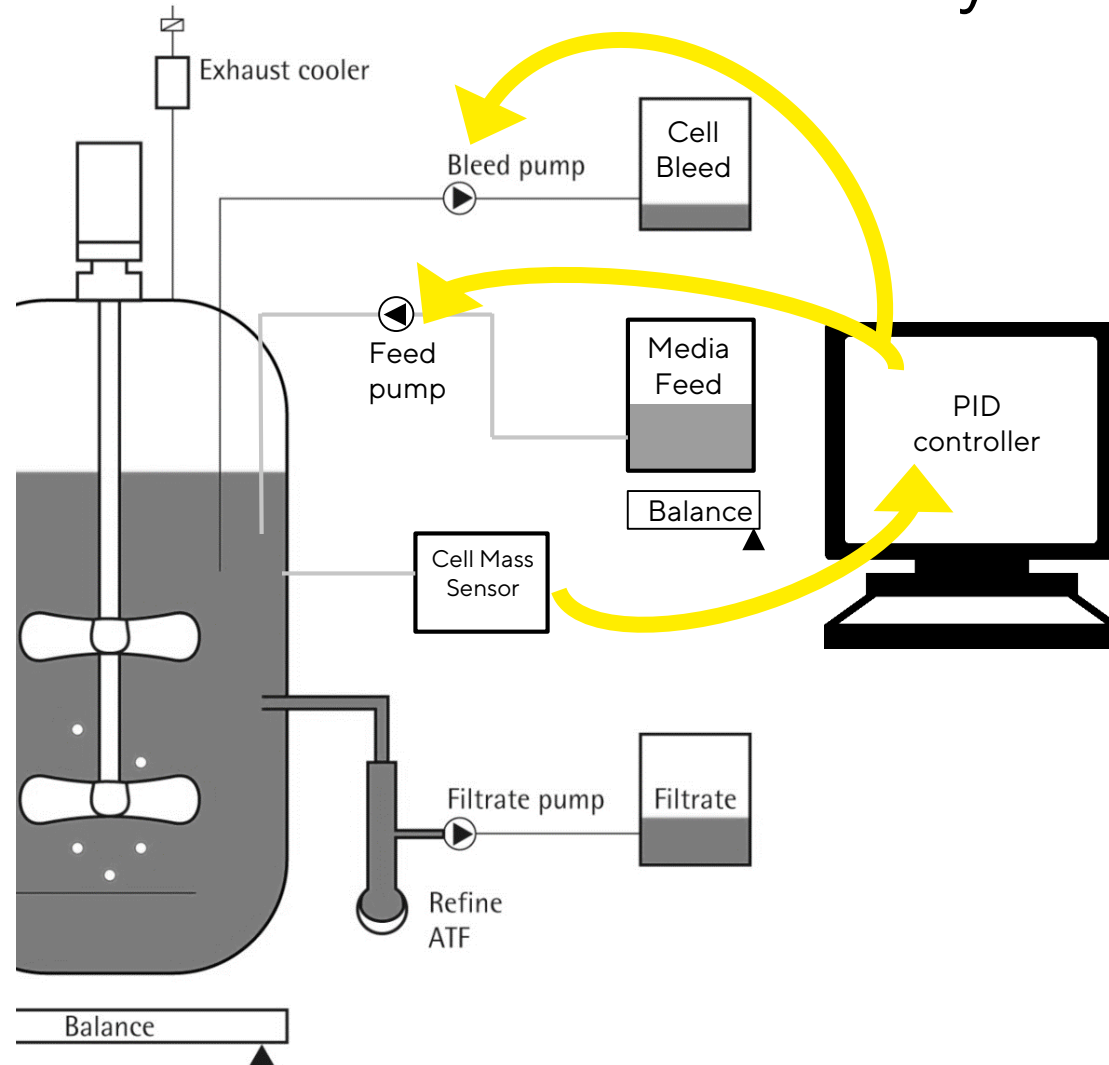 Exhaust cooler
Cell
Bleed
Bleed pump
Feed
pump
Media
Feed
PID
controller
Balance
Cell Mass
Sensor
Filtrate pump
Filtrate
Refine
ATF
Balance